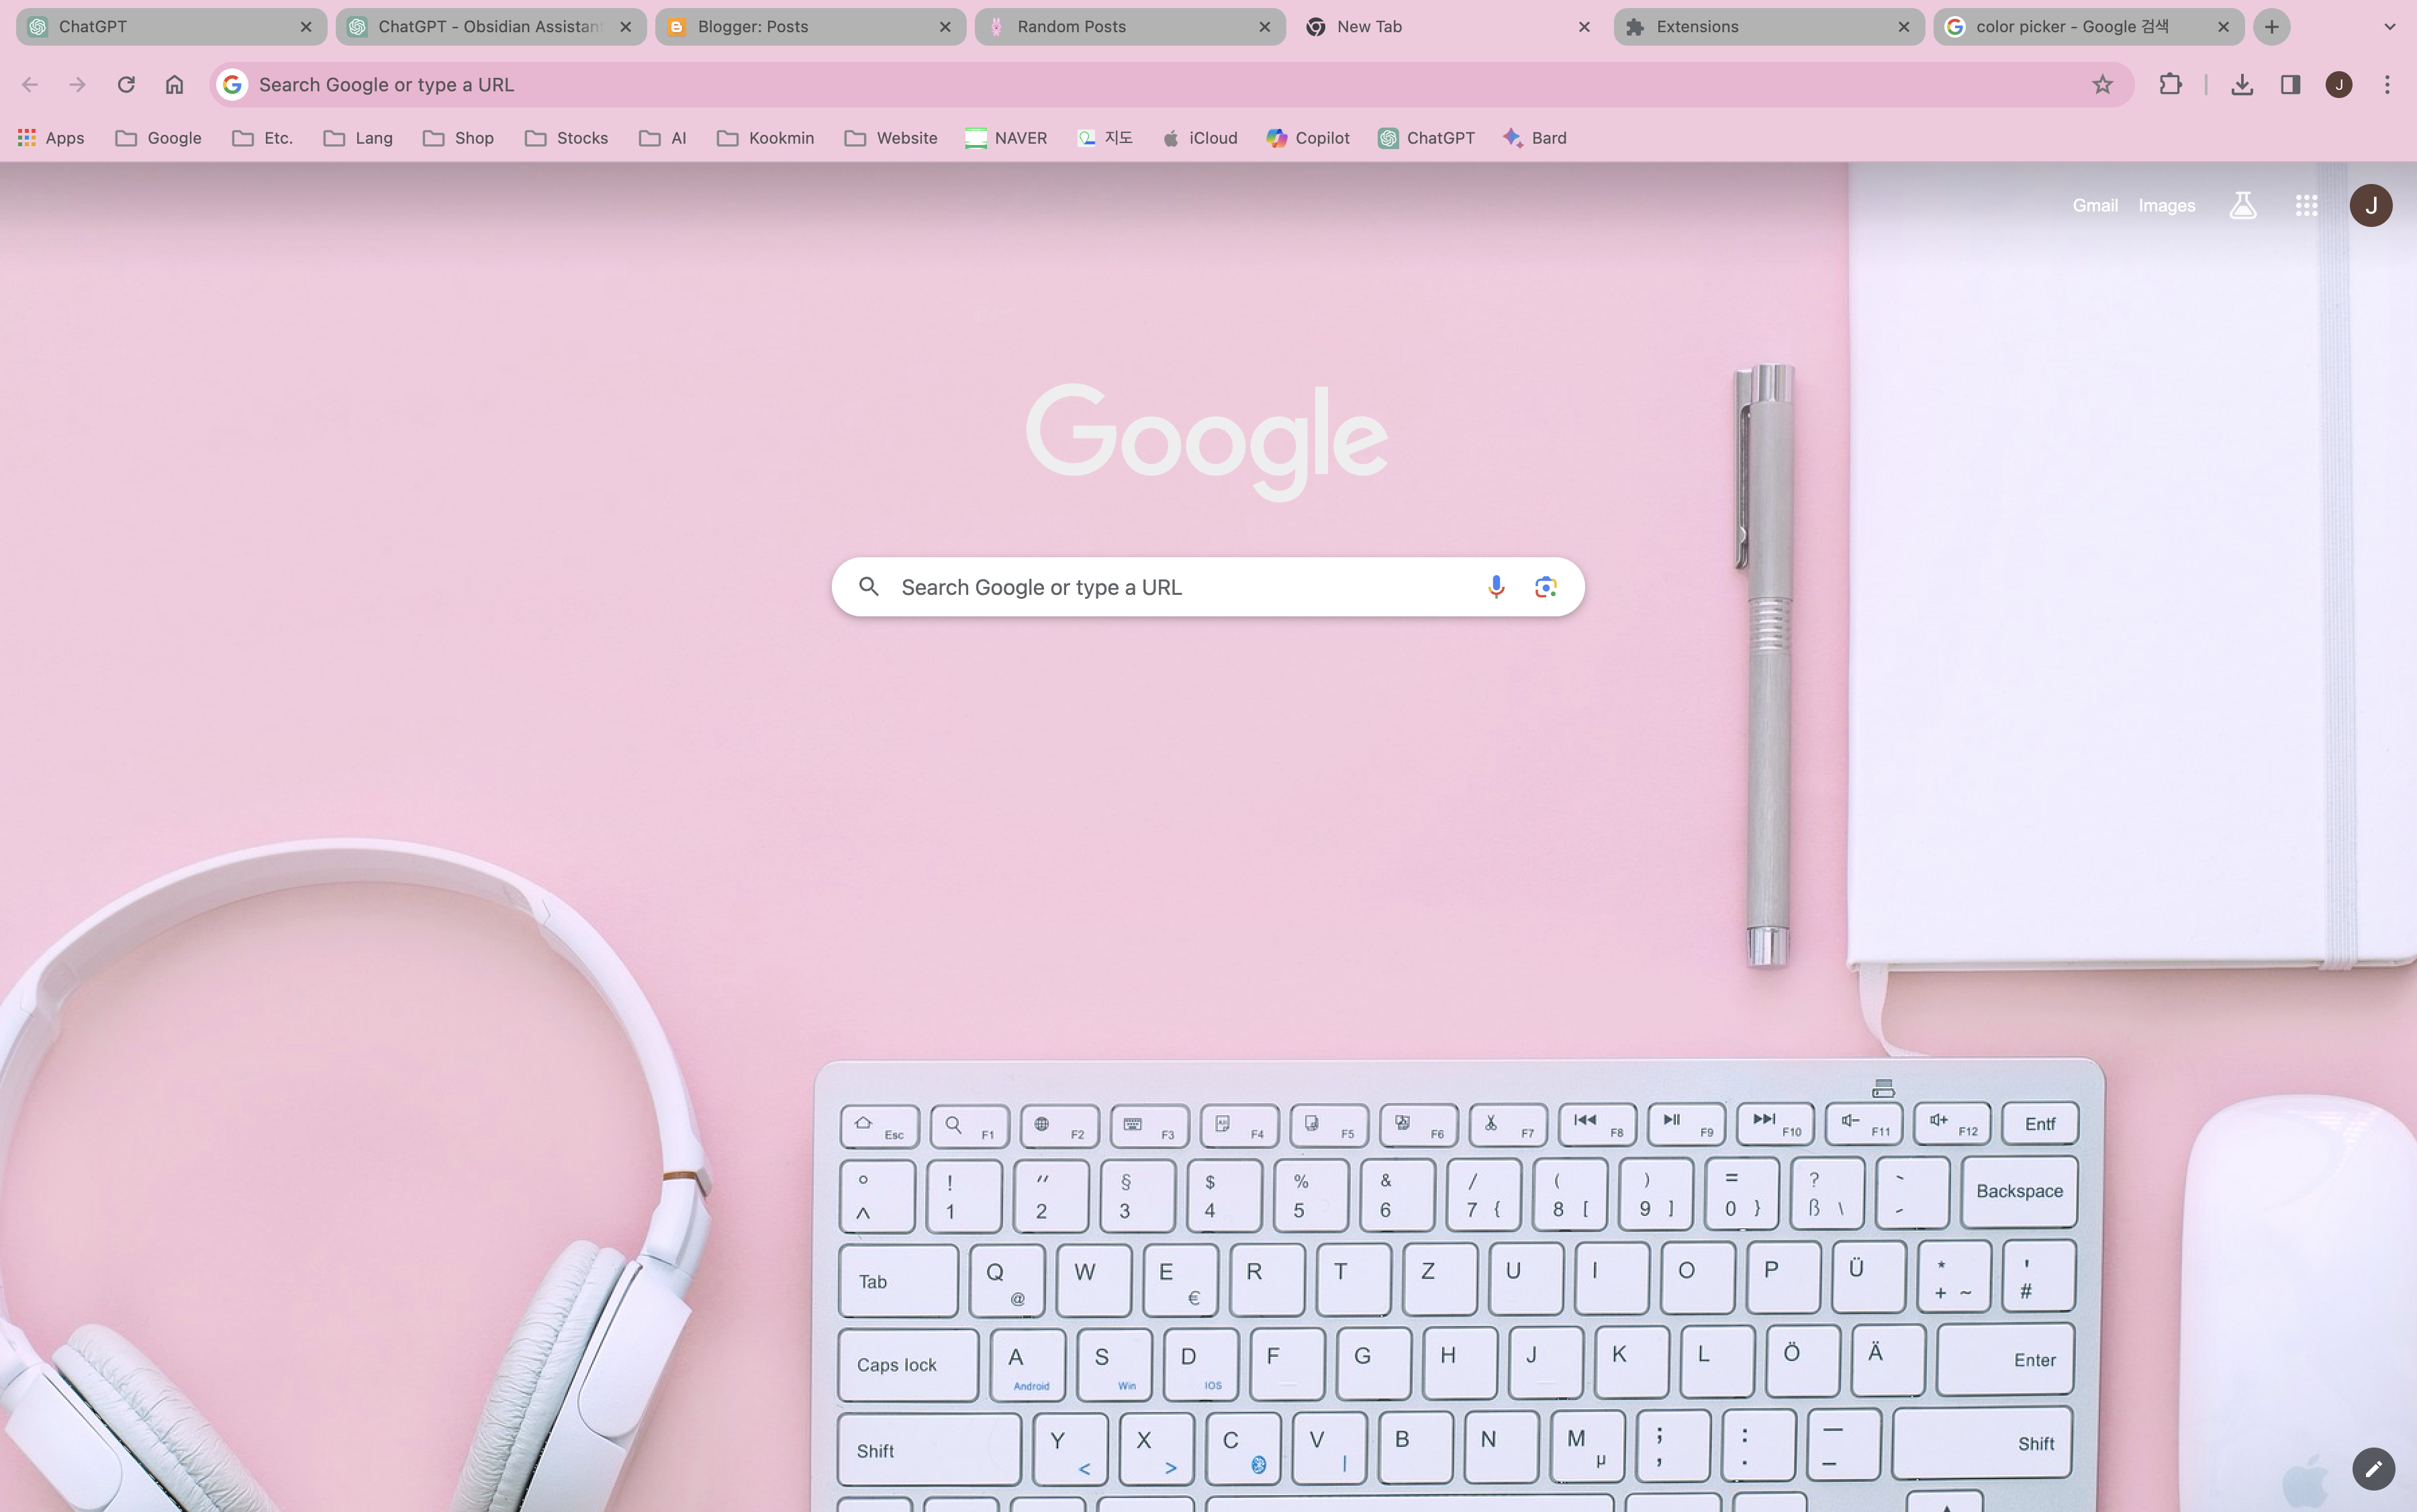 ChatGPT
ChatGPT - Obsidian Assistan
Blogger: Posts
Random Posts
New Tab
Extensions
color picker - Google 검색
Search Google or type a URL
J
Apps
Google
Etc.
Lang
Shop
Stocks
AI
Kookmin
Website
NAVER
지도
iCloud
Copilot
ChatGPT
Bard
Gmail Images J
Google
Search Google or type a URL
Esc F1 F2 F3 F4 F5 F6 F7 F8 F9 F10 F11 F12 Entf
° ! " § $ % & / ( ) = ? `
^ 1 2 3 4 5 6 7 { 8 [ 9 ] 0 } ß \ ´ Backspace
Tab Q W E R T Z U I O P Ü * '
@ € + ~ #
Caps lock A S D F G H J K L Ö Ä Enter
Android Win IOS
Shift Y X C V B N M ; : — Shift
< > | µ , . –